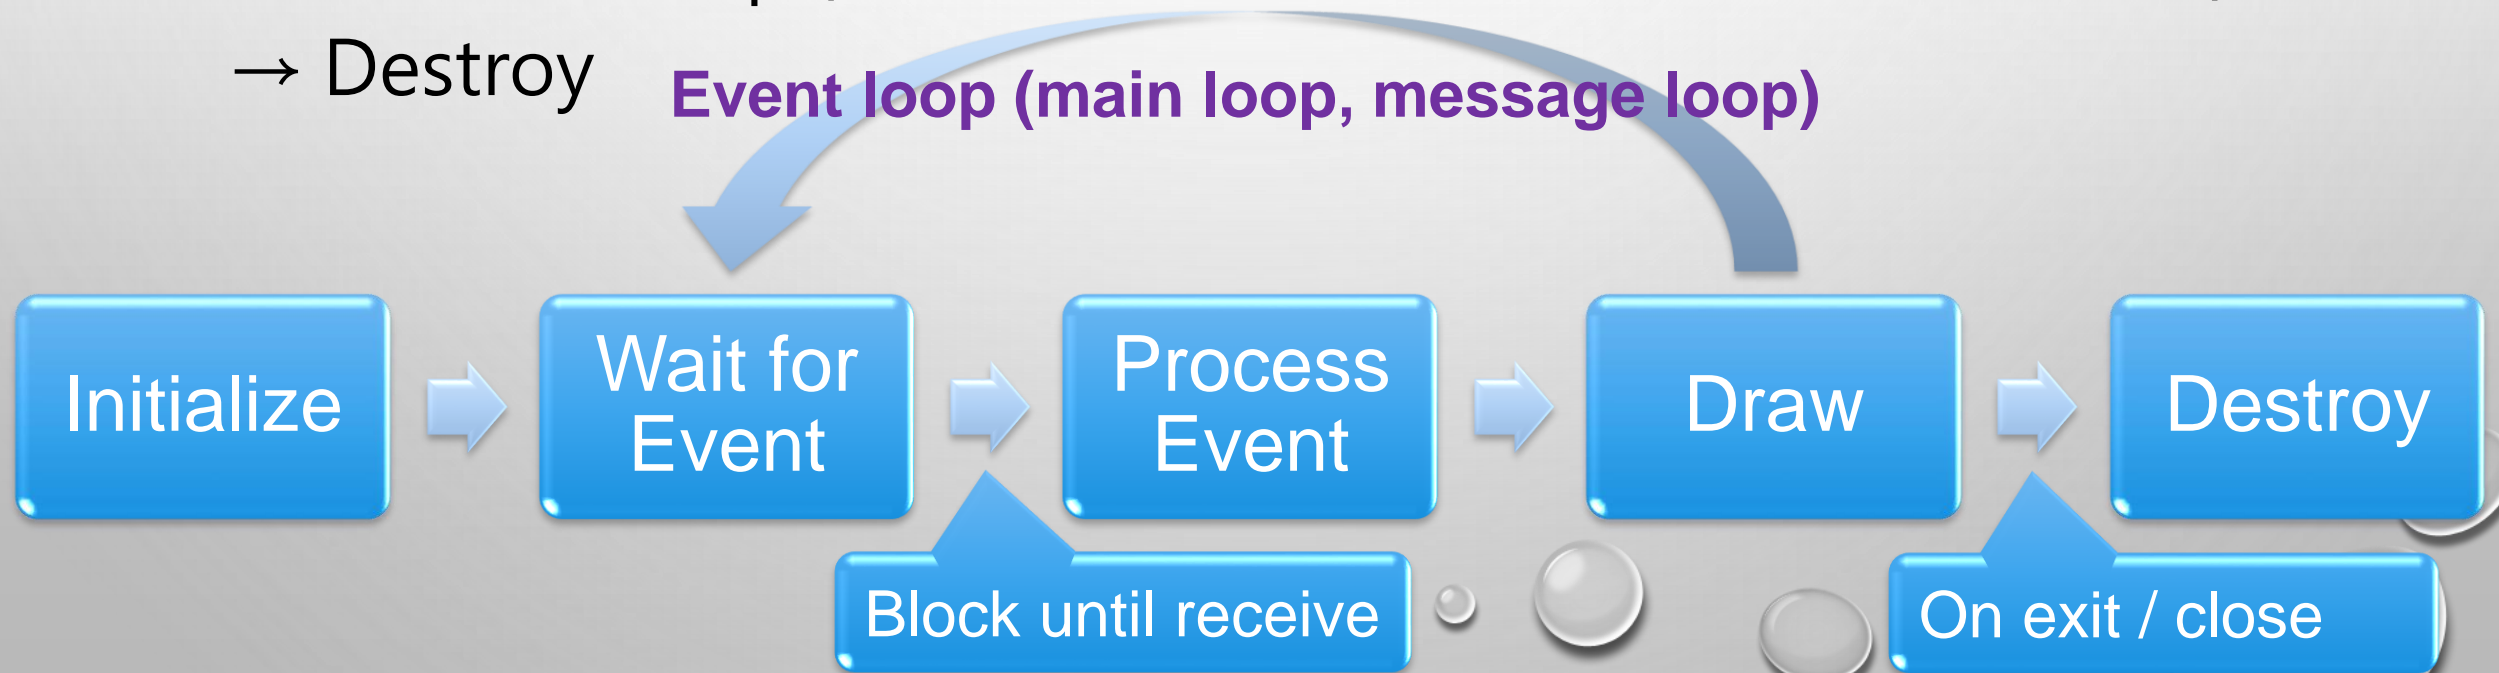 → Destroy
Event loop (main loop, message loop)
Initialize
Wait for
Event
Process
Event
Draw
Destroy
Block until receive
On exit / close